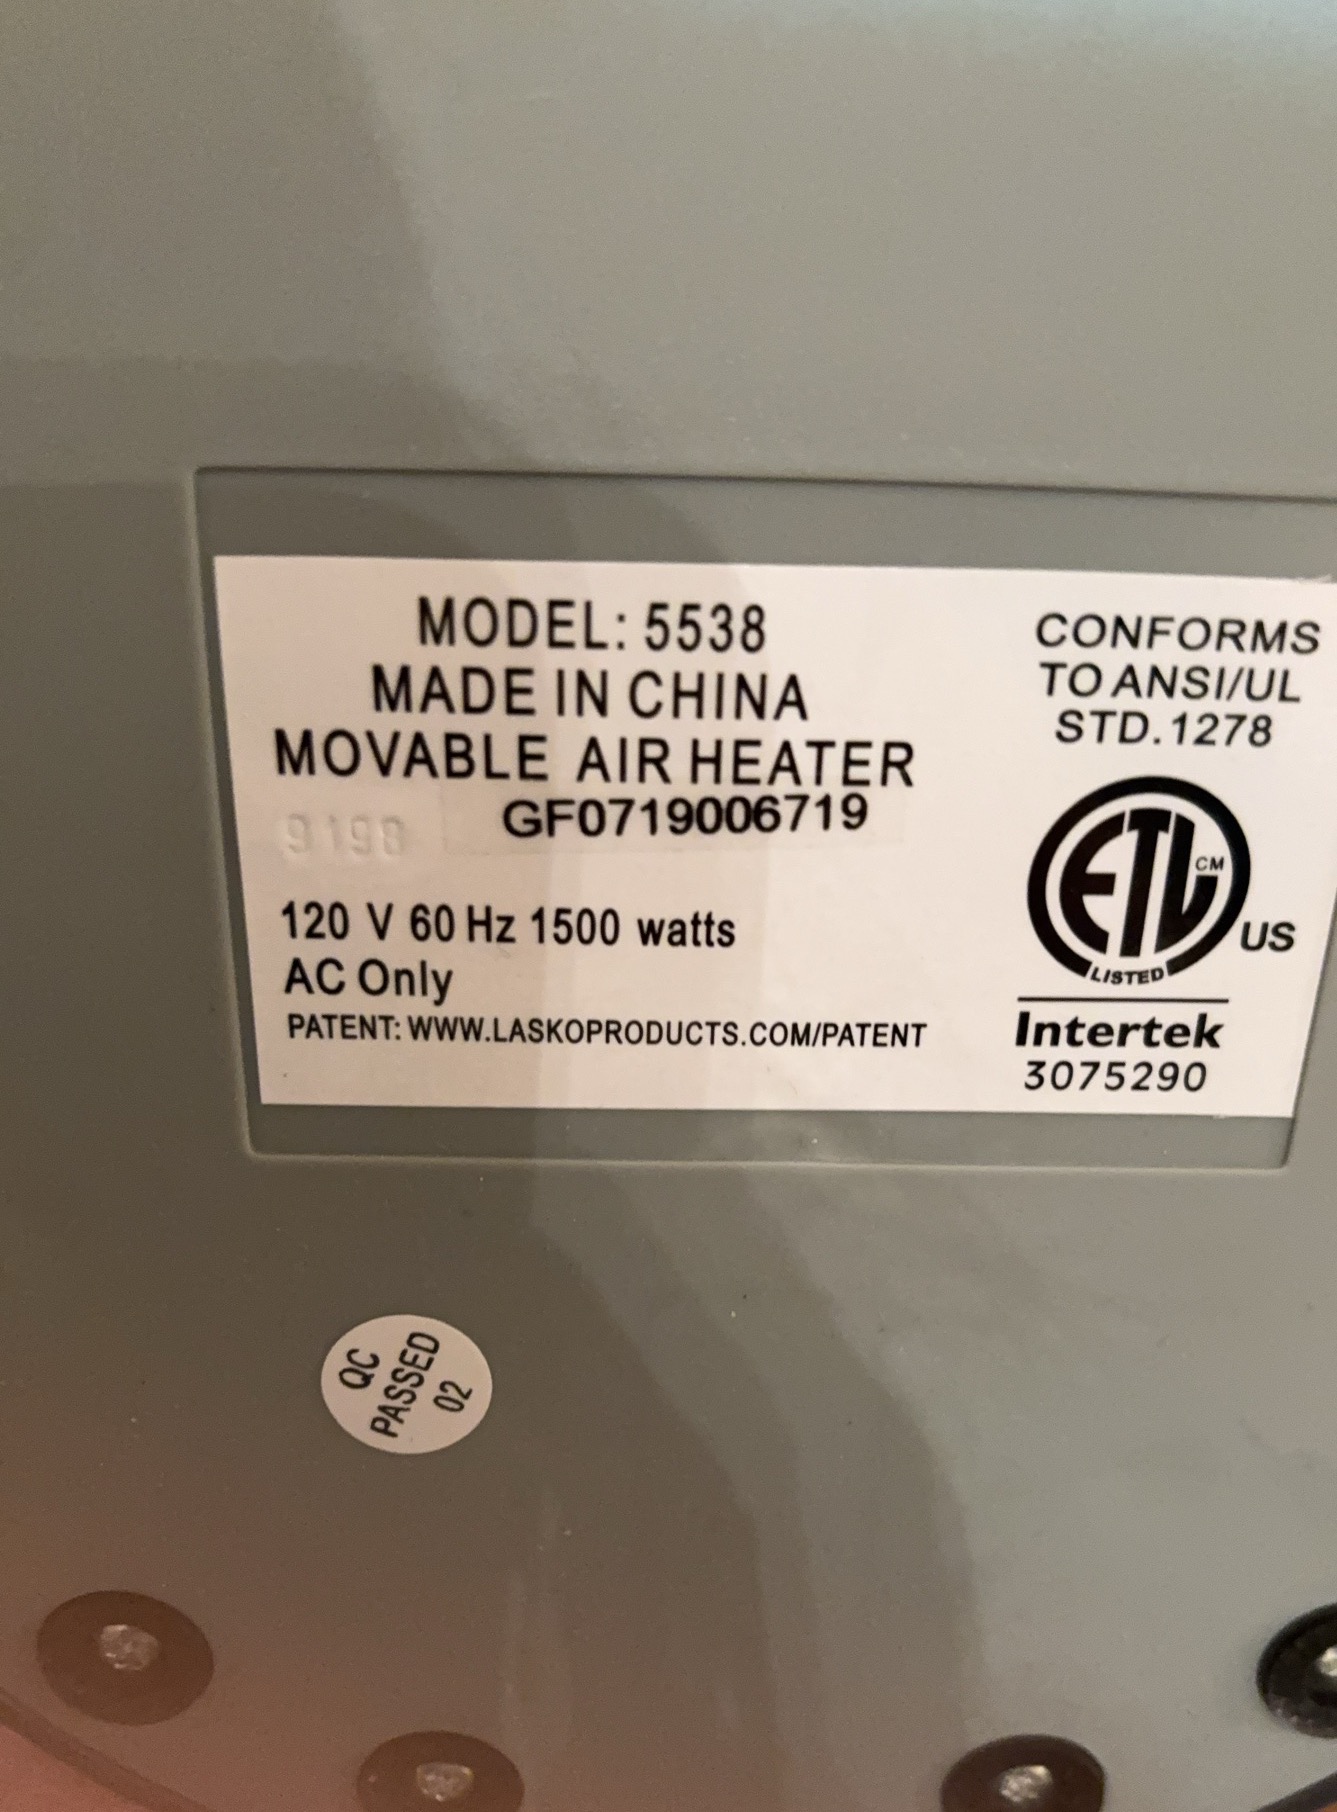 MODEL: 5538
MADE IN CHINA
MOVABLE AIR HEATER
GF0719006719
9198
120 V 60 Hz 1500 watts
AC Only
PATENT: WWW.LASKOPRODUCTS.COM/PATENT
CONFORMS
TO ANSI/UL
STD. 1278
ETL CM
LISTED
US
Intertek
3075290
QC
PASSED
02